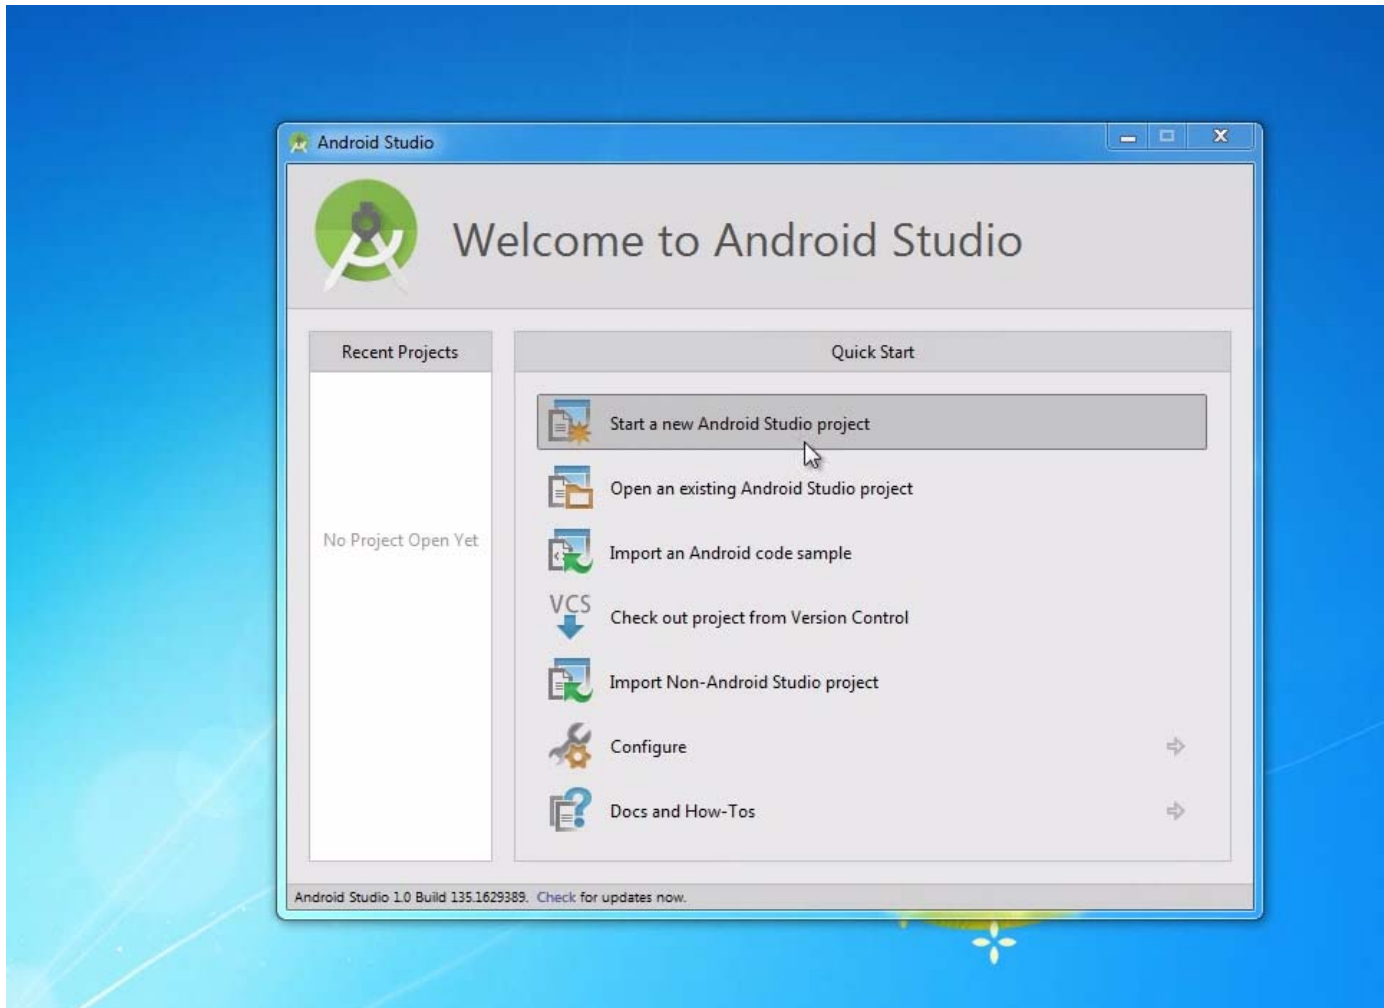 Android Studio
Welcome to Android Studio
Recent Projects
No Project Open Yet
Quick Start
Start a new Android Studio project
Open an existing Android Studio project
Import an Android code sample
VCS
Check out project from Version Control
Import Non-Android Studio project
Configure
Docs and How-Tos
Android Studio 1.0 Build 135.1629389. Check for updates now.